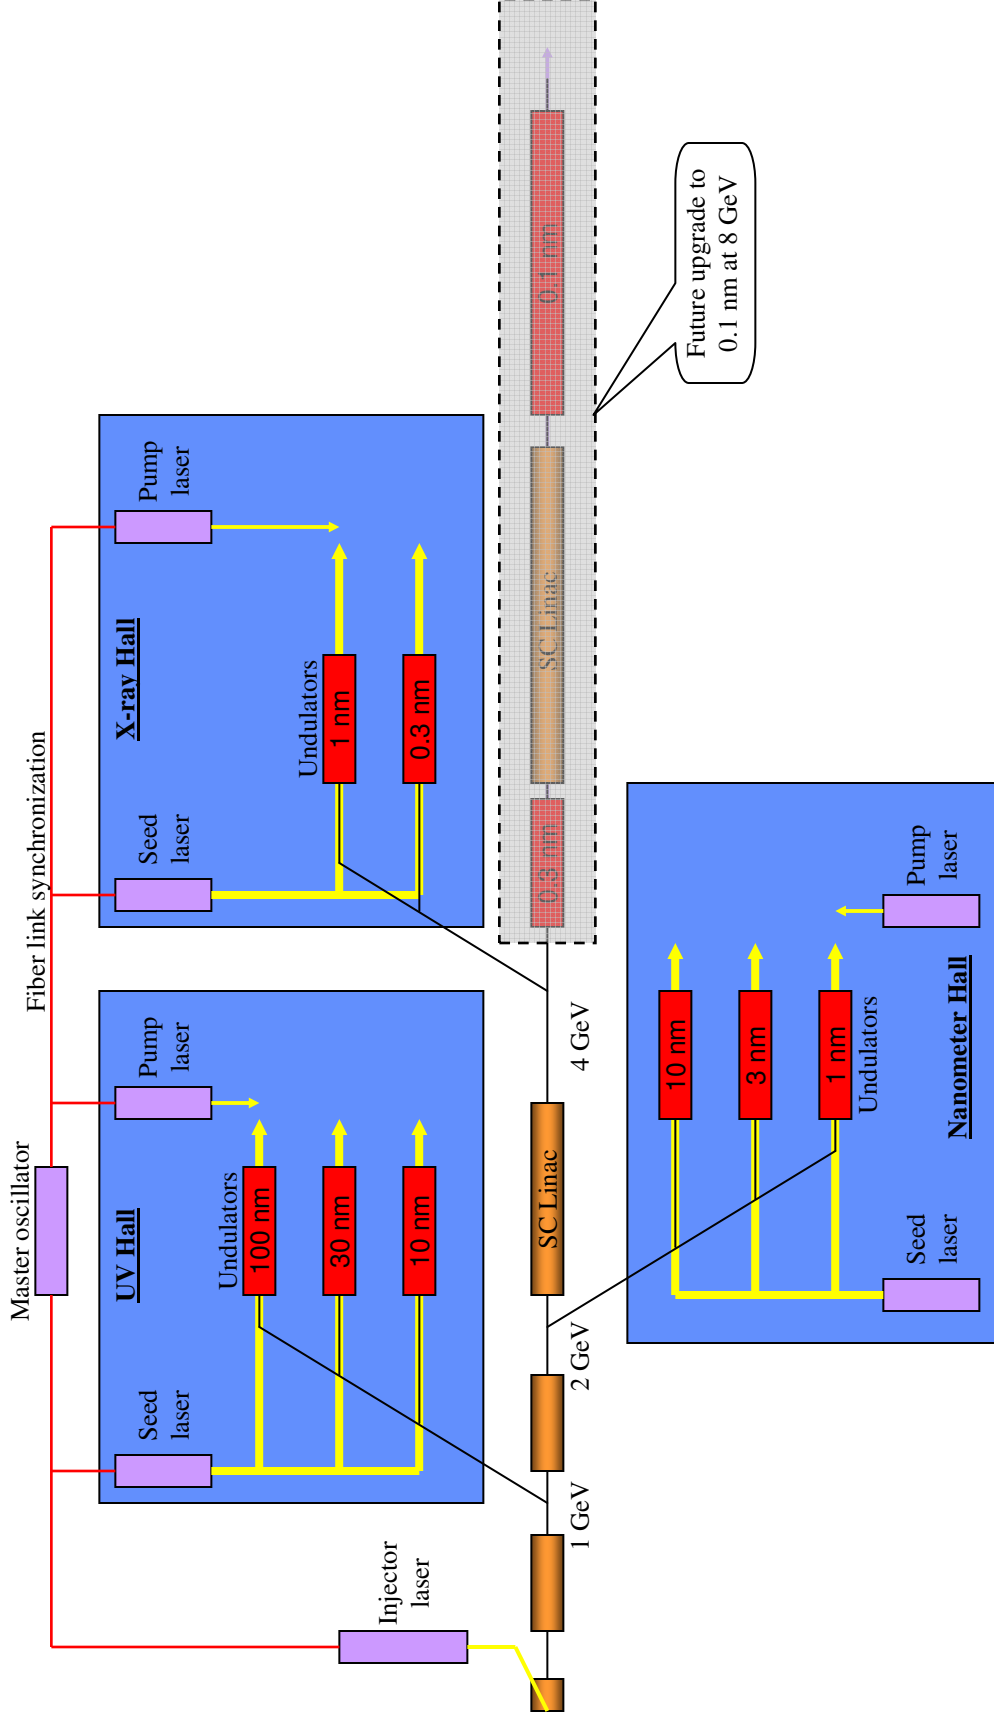 Master oscillator
Fiber link synchronization
Injector
laser
UV Hall
Seed
laser
Pump
laser
Undulators
100 nm
30 nm
10 nm
X-ray Hall
Seed
laser
Pump
laser
Undulators
1 nm
0.3 nm
1 GeV
2 GeV
SC Linac
4 GeV
0.3 nm
SC Linac
0.1 nm
Future upgrade to
0.1 nm at 8 GeV
10 nm
3 nm
1 nm
Undulators
Seed
laser
Pump
laser
Nanometer Hall